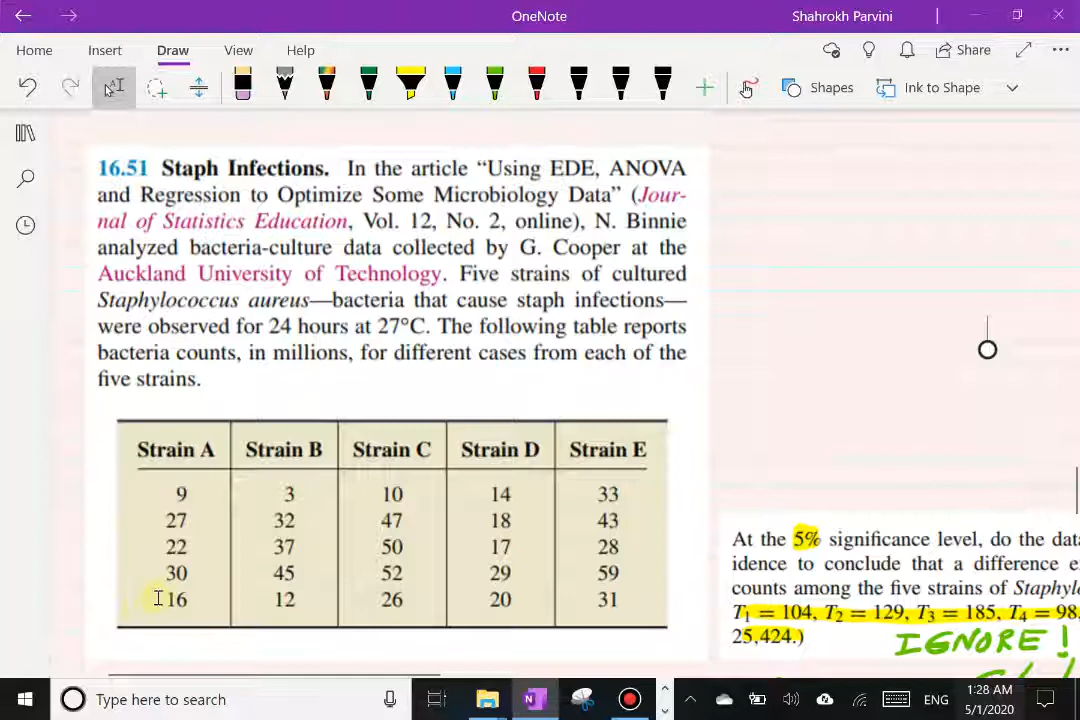 OneNote
Shahrokh Parvini
Home
Insert
Draw
View
Help
Share
Shapes
Ink to Shape
16.51 Staph Infections. In the article “Using EDE, ANOVA
and Regression to Optimize Some Microbiology Data” (Jour-
nal of Statistics Education, Vol. 12, No. 2, online), N. Binnie
analyzed bacteria-culture data collected by G. Cooper at the
Auckland University of Technology. Five strains of cultured
Staphylococcus aureus—bacteria that cause staph infections—
were observed for 24 hours at 27°C. The following table reports
bacteria counts, in millions, for different cases from each of the
five strains.
Strain A Strain B Strain C Strain D Strain E
9 3 10 14 33
27 32 47 18 43
22 37 50 17 28
30 45 52 29 59
16 12 26 20 31
At the 5% significance level, do the data
idence to conclude that a difference e
counts among the five strains of Staphyl
T1 = 104, T2 = 129, T3 = 185, T4 = 98,
25,424.)
IGNORE!
Type here to search
ENG
1:28 AM
5/1/2020